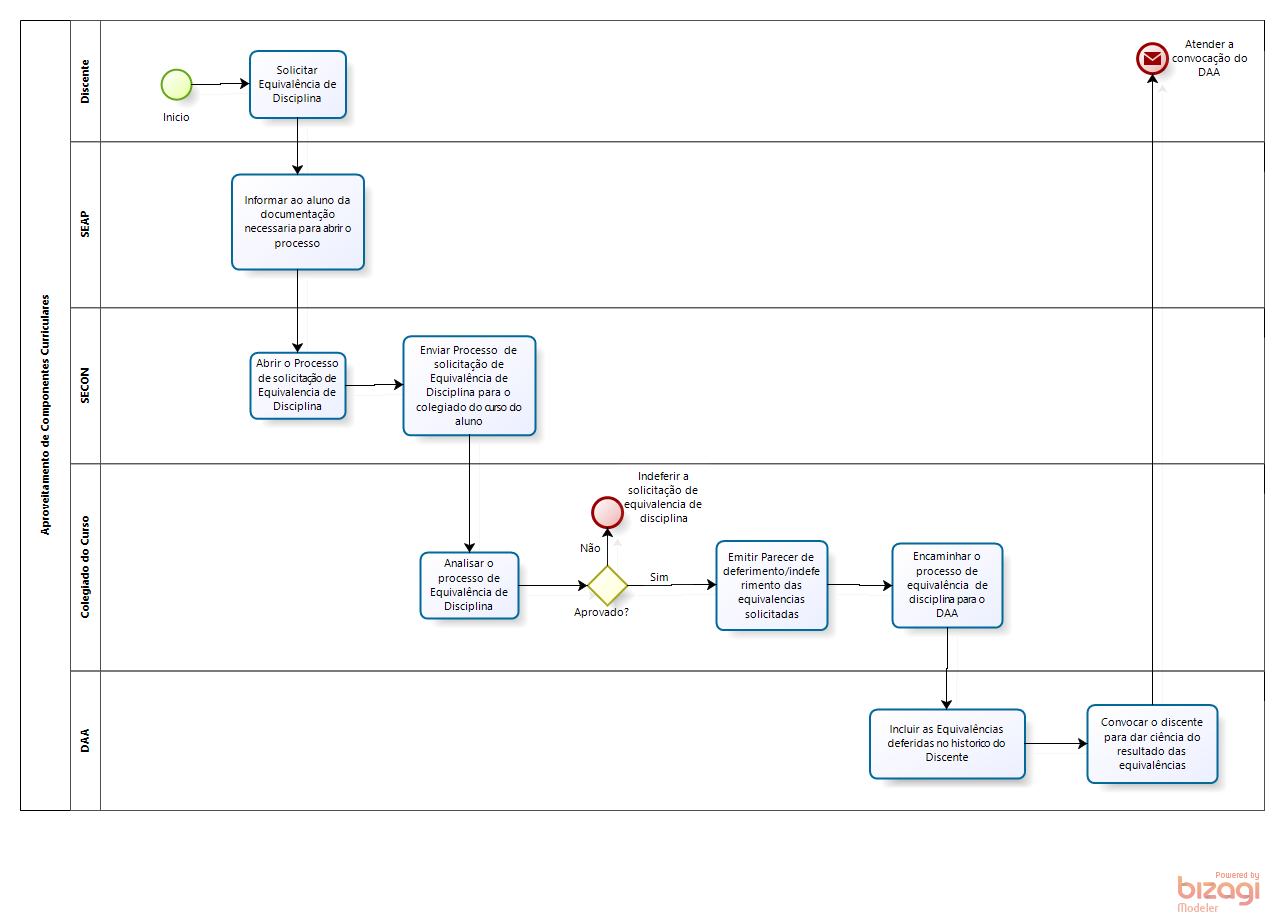 Aproveitamento de Componentes Curriculares
Discente
Inicio
Solicitar
Equivalência de
Disciplina
Atender a
convocação do
DAA
SEAP
Informar ao aluno da
documentação
necessaria para abrir o
processo
SECON
Abrir o Processo
de solicitação de
Equivalencia de
Disciplina
Enviar Processo de
solicitação de
Equivalência de
Disciplina para o
colegiado do curso do
aluno
Colegiado do Curso
Analisar o
processo de
Equivalência de
Disciplina
Aprovado?
Não
Indeferir a
solicitação de
equivalencia de
disciplina
Sim
Emitir Parecer de
deferimento/indefe
rimento das
equivalencias
solicitadas
Encaminhar o
processo de
equivalência de
disciplina para o
DAA
DAA
Incluir as Equivalências
deferidas no historico do
Discente
Convocar o discente
para dar ciência do
resultado das
equivalências
Powered by
bizagi
Modeler